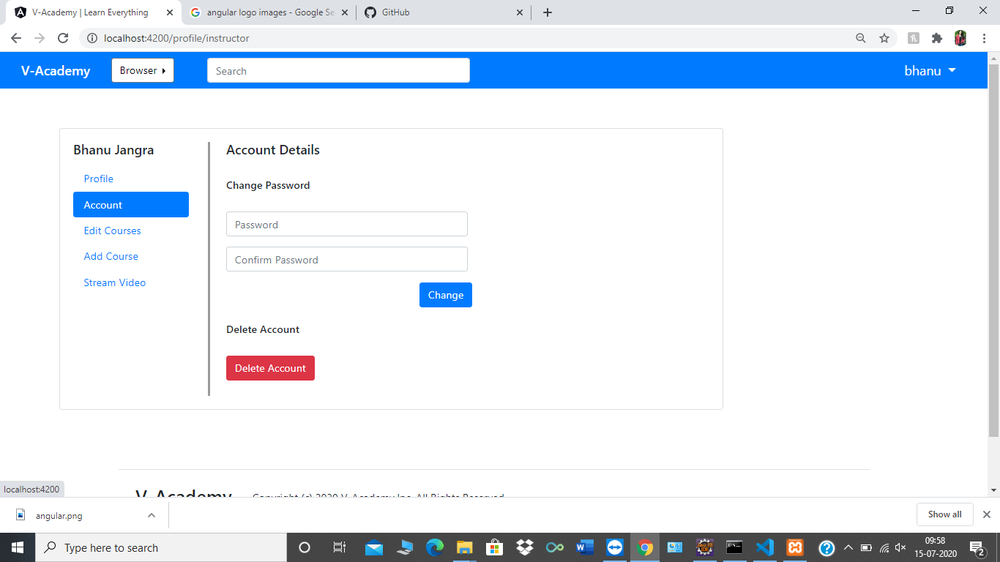 V-Academy | Learn Everything
angular logo images - Google Se
GitHub
localhost:4200/profile/instructor
V-Academy
Browser
Search
bhanu
Bhanu Jangra
Profile
Account
Edit Courses
Add Course
Stream Video
Account Details
Change Password
Password
Confirm Password
Change
Delete Account
Delete Account
V-Academy
Copyright (c) 2020 V-Academy Inc. All Rights Reserved
localhost:4200
angular.png
Show all
Type here to search
09:58
15-07-2020
2